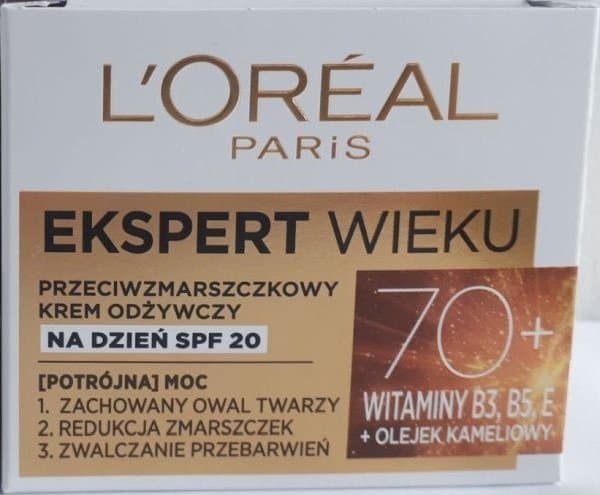 L'ORÉAL
PARiS
EKSPERT WIEKU
PRZECIWZMARSZCZKOWY
KREM ODŻYWCZY
NA DZIEŃ SPF 20
[POTRÓJNA] MOC
1. ZACHOWANY OWAL TWARZY
2. REDUKCJA ZMARSZCZEK
3. ZWALCZANIE PRZEBARWIEŃ
70+
WITAMINY B3, B5, E
+ OLEJEK KAMELIOWY